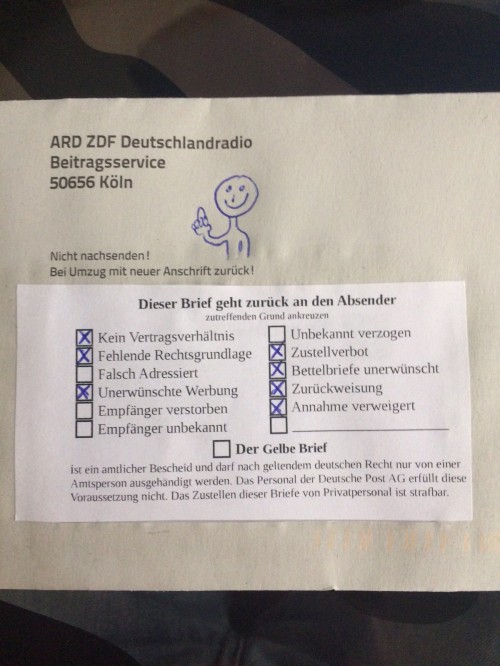 ARD ZDF Deutschlandradio
Beitragsservice
50656 Köln
Nicht nachsenden!
Bei Umzug mit neuer Anschrift zurück!
Dieser Brief geht zurück an den Absender
zutreffenden Grund ankreuzen
Kein Vertragsverhältnis
Fehlende Rechtsgrundlage
Falsch Adressiert
Unerwünschte Werbung
Empfänger verstorben
Empfänger unbekannt
Unbekannt verzogen
Zustellverbot
Bettelbriefe unerwünscht
Zurückweisung
Annahme verweigert
Der Gelbe Brief
ist ein amtlicher Bescheid und darf nach geltendem deutschen Recht nur von einer
Amtsperson ausgehändigt werden. Das Personal der Deutsche Post AG erfüllt diese
Voraussetzung nicht. Das Zustellen dieser Briefe von Privatpersonal ist strafbar.